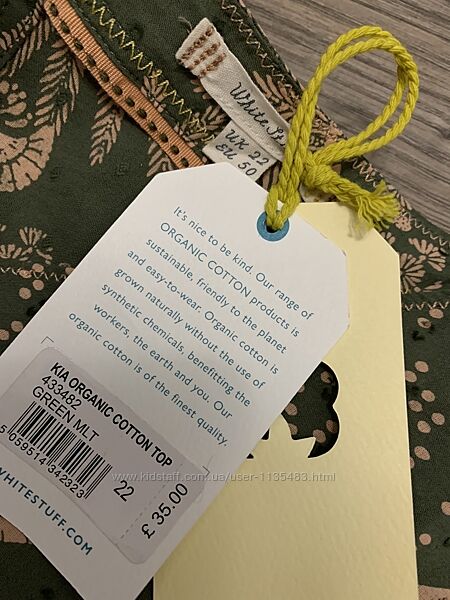 White St
UK 22
EU 50
It's nice to be kind. Our range of
ORGANIC COTTON products is
sustainable, friendly to the planet
and easy-to-wear. Organic cotton is
grown naturally without the use of
synthetic chemicals, benefitting the
workers, the earth and you. Our
organic cotton is of the finest quality.
KIA ORGANIC COTTON TOP
433482
GREEN MLT
5 059514 342323
22
£ 35.00
WHITESTUFF.COM
www.kidstaff.com.ua/user-1135483.html